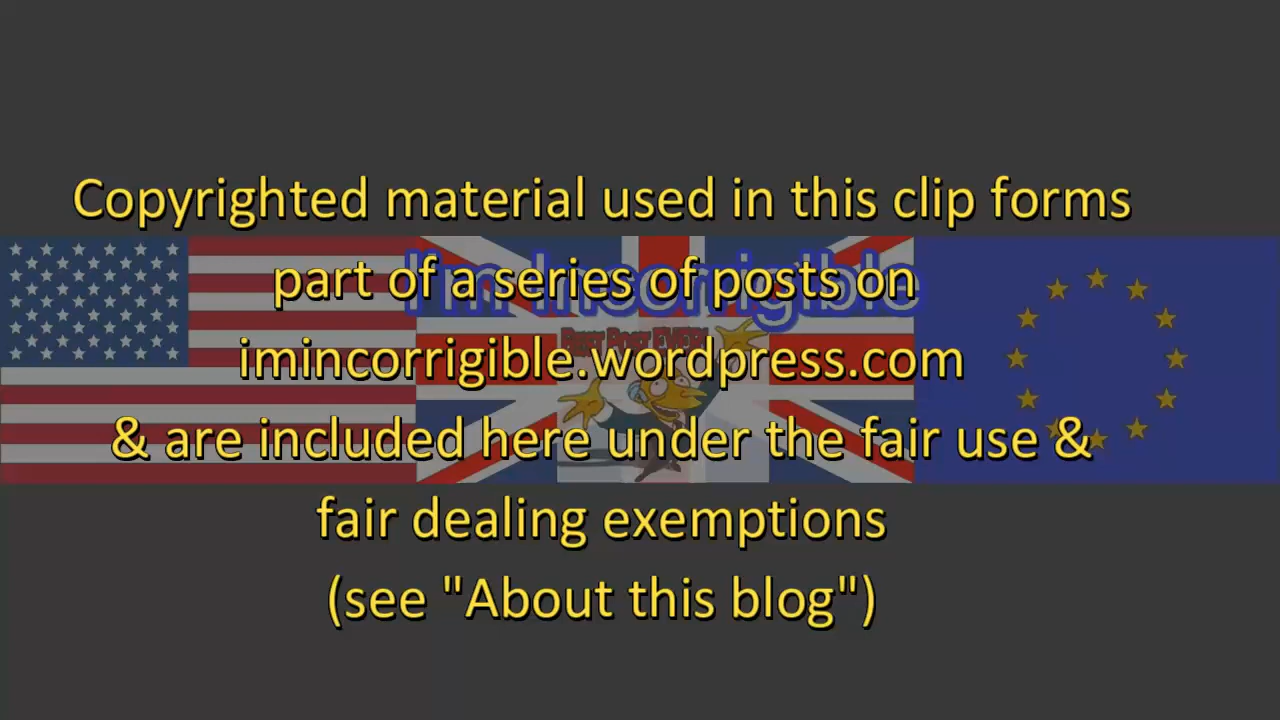 Copyrighted material used in this clip forms
part of a series of posts on
imincorrigible.wordpress.com
& are included here under the fair use &
fair dealing exemptions
(see "About this blog")
I'm Incorrigible